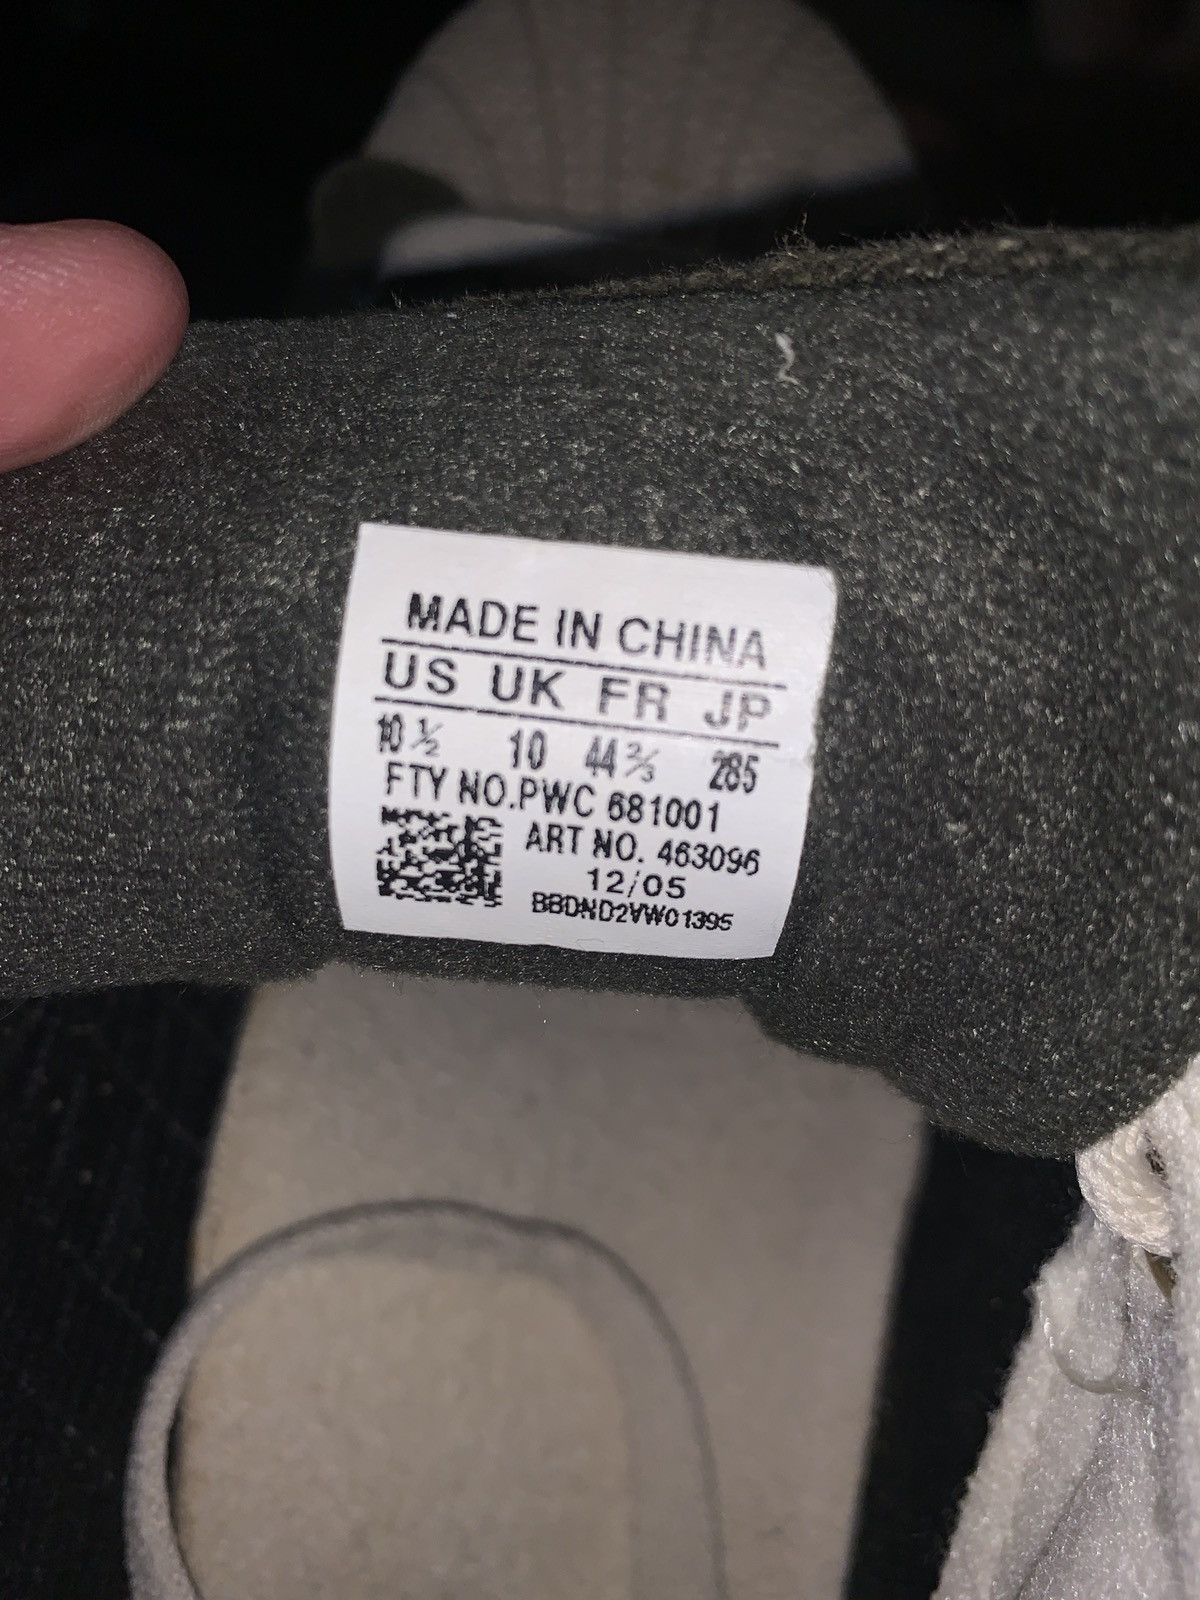 MADE IN CHINA
US UK FR JP
10 ½ 10 44 ⅔ 285
FTY NO.PWC 681001
ART NO. 463096
12/05
BBDND2VW01395